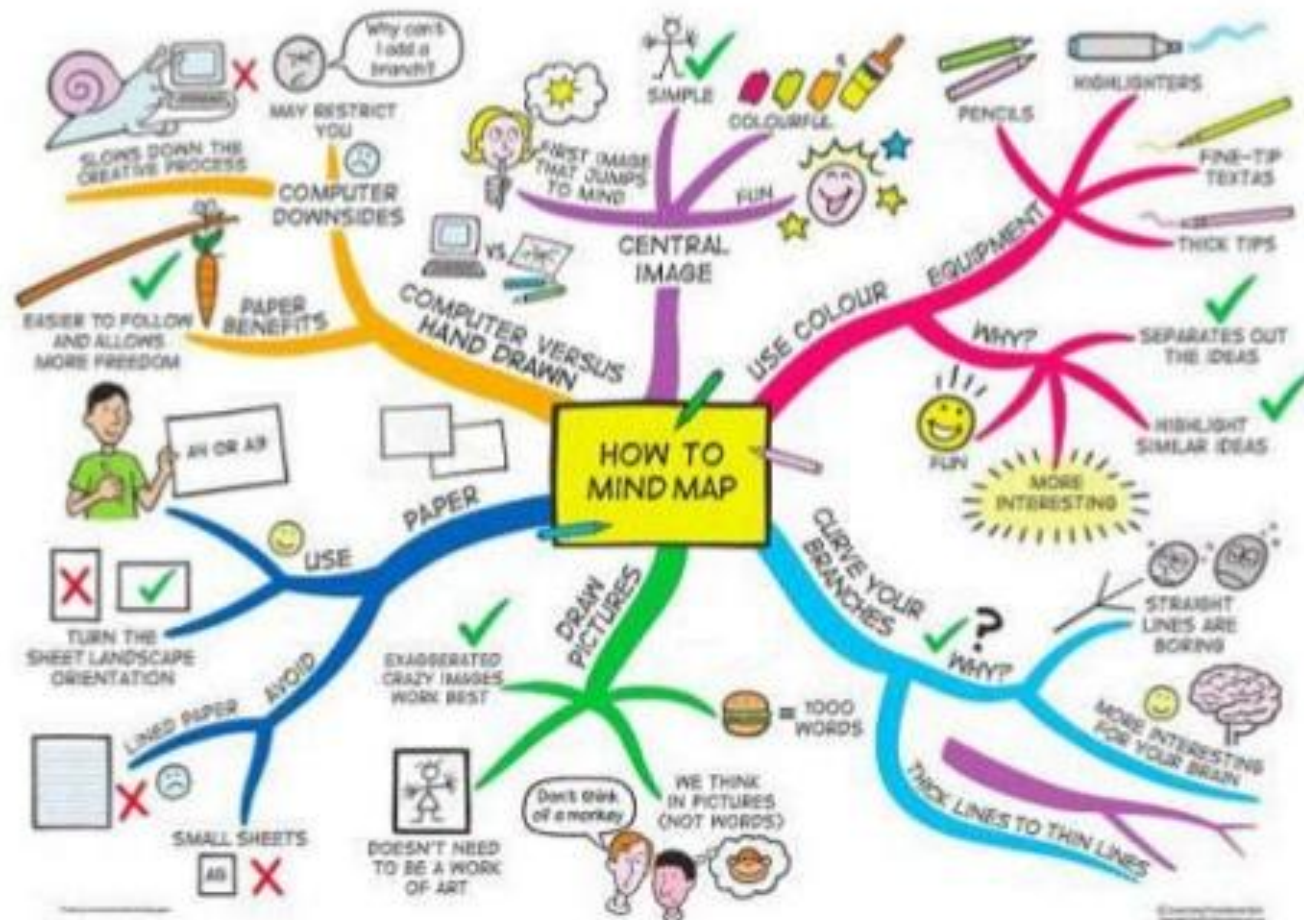 Why can't
I add a
branch?
MAY RESTRICT
YOU
SLOWS DOWN THE
CREATIVE PROCESS
COMPUTER
DOWNSIDES
EASIER TO FOLLOW
AND ALLOWS
MORE FREEDOM
PAPER
BENEFITS
COMPUTER VERSUS
HAND DRAWN
VS
FIRST IMAGE
THAT JUMPS
TO MIND
SIMPLE
COLOURFUL
FUN
CENTRAL
IMAGE
USE COLOUR
EQUIPMENT
PENCILS
HIGHLIGHTERS
FINE-TIP
TEXTAS
THICK TIPS
WHY?
SEPARATES OUT
THE IDEAS
HIGHLIGHT
SIMILAR IDEAS
MORE
INTERESTING
FUN
HOW TO
MIND MAP
CURVE YOUR
BRANCHES
WHY?
STRAIGHT
LINES ARE
BORING
MORE INTERESTING
FOR YOUR BRAIN
THICK LINES TO THIN LINES
DRAW
PICTURES
= 1000
WORDS
WE THINK
IN PICTURES
(NOT WORDS)
Don't think
of a monkey
DOESN'T NEED
TO BE A WORK
OF ART
EXAGGERATED
CRAZY IMAGES
WORK BEST
PAPER
USE
A4 OR A3
TURN THE
SHEET LANDSCAPE
ORIENTATION
AVOID
LINED PAPER
SMALL SHEETS